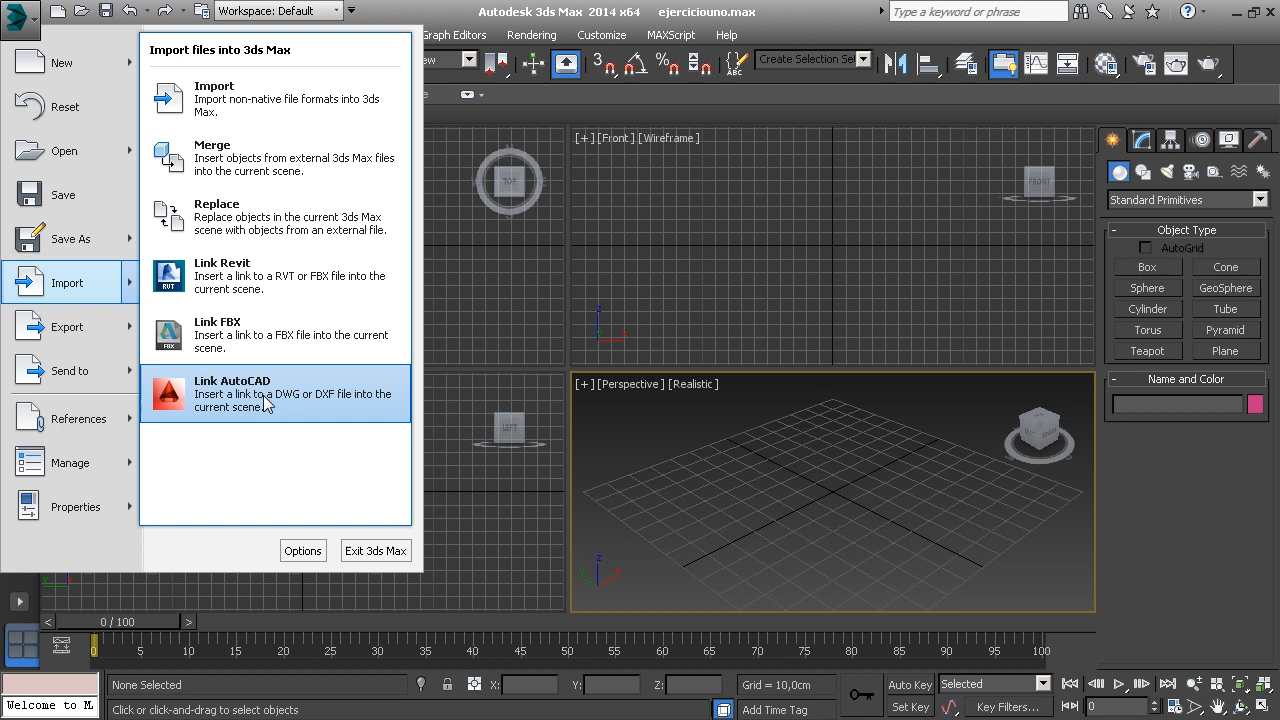 Workspace: Default
Autodesk 3ds Max 2014 x64 ejerciciouno.max
Type a keyword or phrase
Graph Editors Rendering Customize MAXScript Help
Create Selection Se
Import files into 3ds Max
New
Reset
Open
Save
Save As
Import
Export
Send to
References
Manage
Properties
Import
Import non-native file formats into 3ds
Max.
Merge
Insert objects from external 3ds Max files
into the current scene.
Replace
Replace objects in the current 3ds Max
scene with objects from an external file.
Link Revit
Insert a link to a RVT or FBX file into the
current scene.
RVT
Link FBX
Insert a link to a FBX file into the current
scene.
FBX
Link AutoCAD
Insert a link to a DWG or DXF file into the
current scene.
Options Exit 3ds Max
TOP
[+][Front][Wireframe]
FRONT
z
x
LEFT
[+][Perspective][Realistic]
z
y x
Standard Primitives
- Object Type
AutoGrid
Box Cone
Sphere GeoSphere
Cylinder Tube
Torus Pyramid
Teapot Plane
- Name and Color
< 0 / 100 >
0 5 10 15 20 25 30 35 40 45 50 55 60 65 70 75 80 85 90 95 100
None Selected X: Y: Z: Grid = 10,0cm Auto Key Selected
Welcome to M. Click or click-and-drag to select objects Add Time Tag Set Key Key Filters... 0